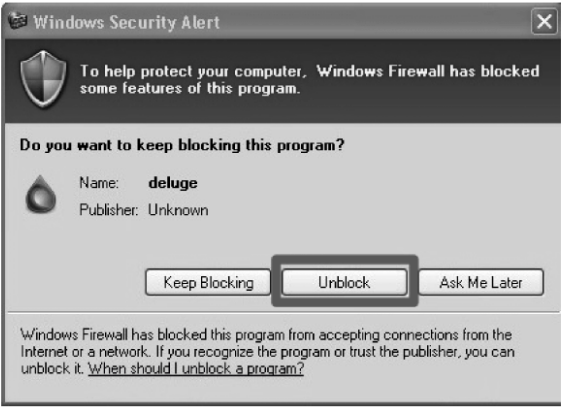 Windows Security Alert
To help protect your computer, Windows Firewall has blocked
some features of this program.
Do you want to keep blocking this program?
Name: deluge
Publisher: Unknown
Keep Blocking Unblock Ask Me Later
Windows Firewall has blocked this program from accepting connections from the
Internet or a network. If you recognize the program or trust the publisher, you can
unblock it. When should I unblock a program?